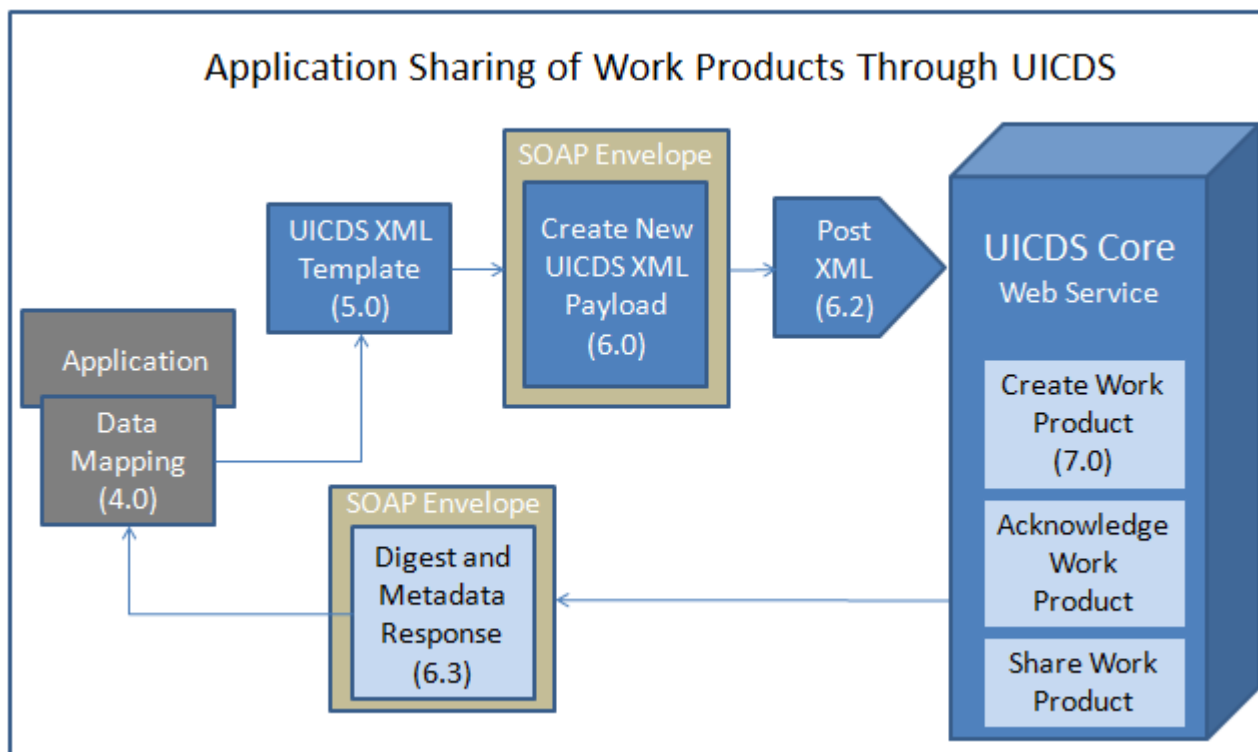 Application Sharing of Work Products Through UICDS
SOAP Envelope
UICDS XML
Template
(5.0)
Create New
UICDS XML
Payload
(6.0)
Post
XML
(6.2)
UICDS Core
Web Service
Application
Data
Mapping
(4.0)
Create Work
Product
(7.0)
SOAP Envelope
Digest and
Metadata
Response
(6.3)
Acknowledge
Work
Product
Share Work
Product